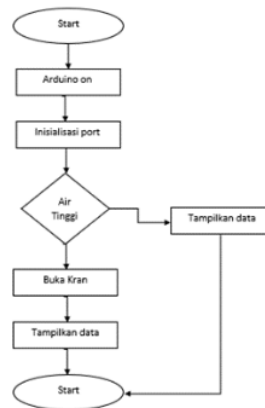 Start
Arduino on
Inisialisasi port
Air
Tinggi
Tampilkan data
Buka Kran
Tampilkan data
Start